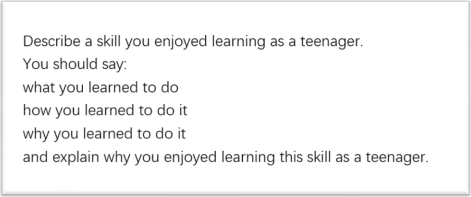 Describe a skill you enjoyed learning as a teenager.
You should say:
what you learned to do
how you learned to do it
why you learned to do it
and explain why you enjoyed learning this skill as a teenager.